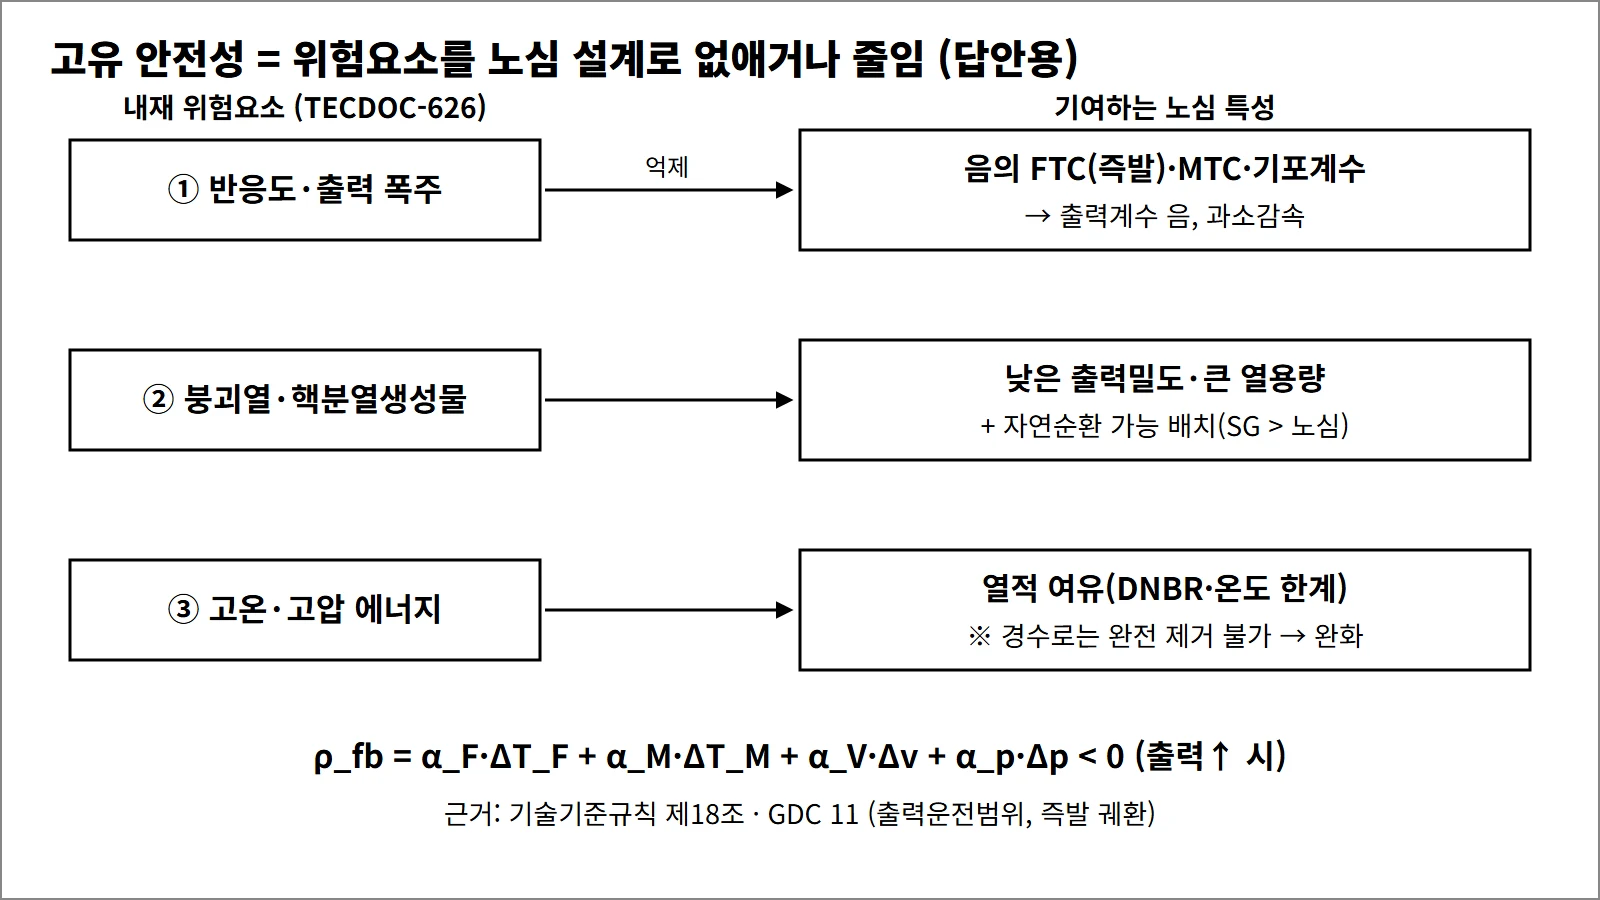 고유 안전성 = 위험요소를 노심 설계로 없애거나 줄임 (답안용)
내재 위험요소 (TECDOC-626)
기여하는 노심 특성
① 반응도·출력 폭주
억제
음의 FTC(즉발)·MTC·기포계수
→ 출력계수 음, 과소감속
② 붕괴열·핵분열생성물
낮은 출력밀도·큰 열용량
+ 자연순환 가능 배치(SG > 노심)
③ 고온·고압 에너지
열적 여유(DNBR·온도 한계)
※ 경수로는 완전 제거 불가 → 완화
ρ_fb = α_F·ΔT_F + α_M·ΔT_M + α_V·Δv + α_p·Δp < 0 (출력↑ 시)
근거: 기술기준규칙 제18조 · GDC 11 (출력운전범위, 즉발 궤환)